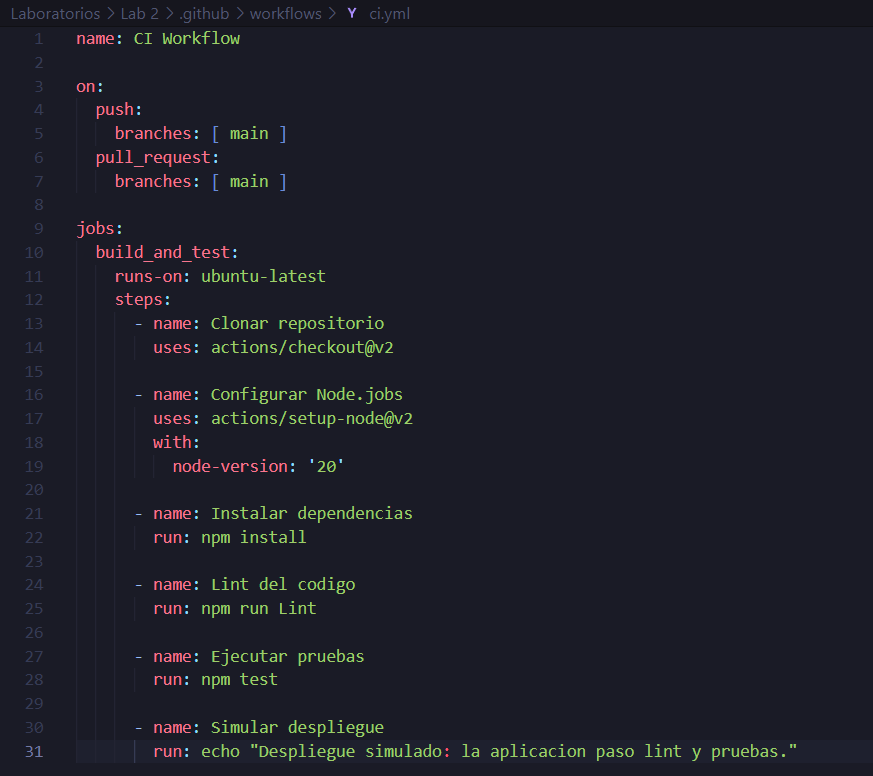 Laboratorios > Lab 2 > .github > workflows > Y ci.yml
1 name: CI Workflow
2
3 on:
4   push:
5     branches: [ main ]
6   pull_request:
7     branches: [ main ]
8
9 jobs:
10   build_and_test:
11     runs-on: ubuntu-latest
12     steps:
13       - name: Clonar repositorio
14         uses: actions/checkout@v2
15
16       - name: Configurar Node.jobs
17         uses: actions/setup-node@v2
18         with:
19           node-version: '20'
20
21       - name: Instalar dependencias
22         run: npm install
23
24       - name: Lint del codigo
25         run: npm run Lint
26
27       - name: Ejecutar pruebas
28         run: npm test
29
30       - name: Simular despliegue
31         run: echo "Despliegue simulado: la aplicacion paso lint y pruebas."